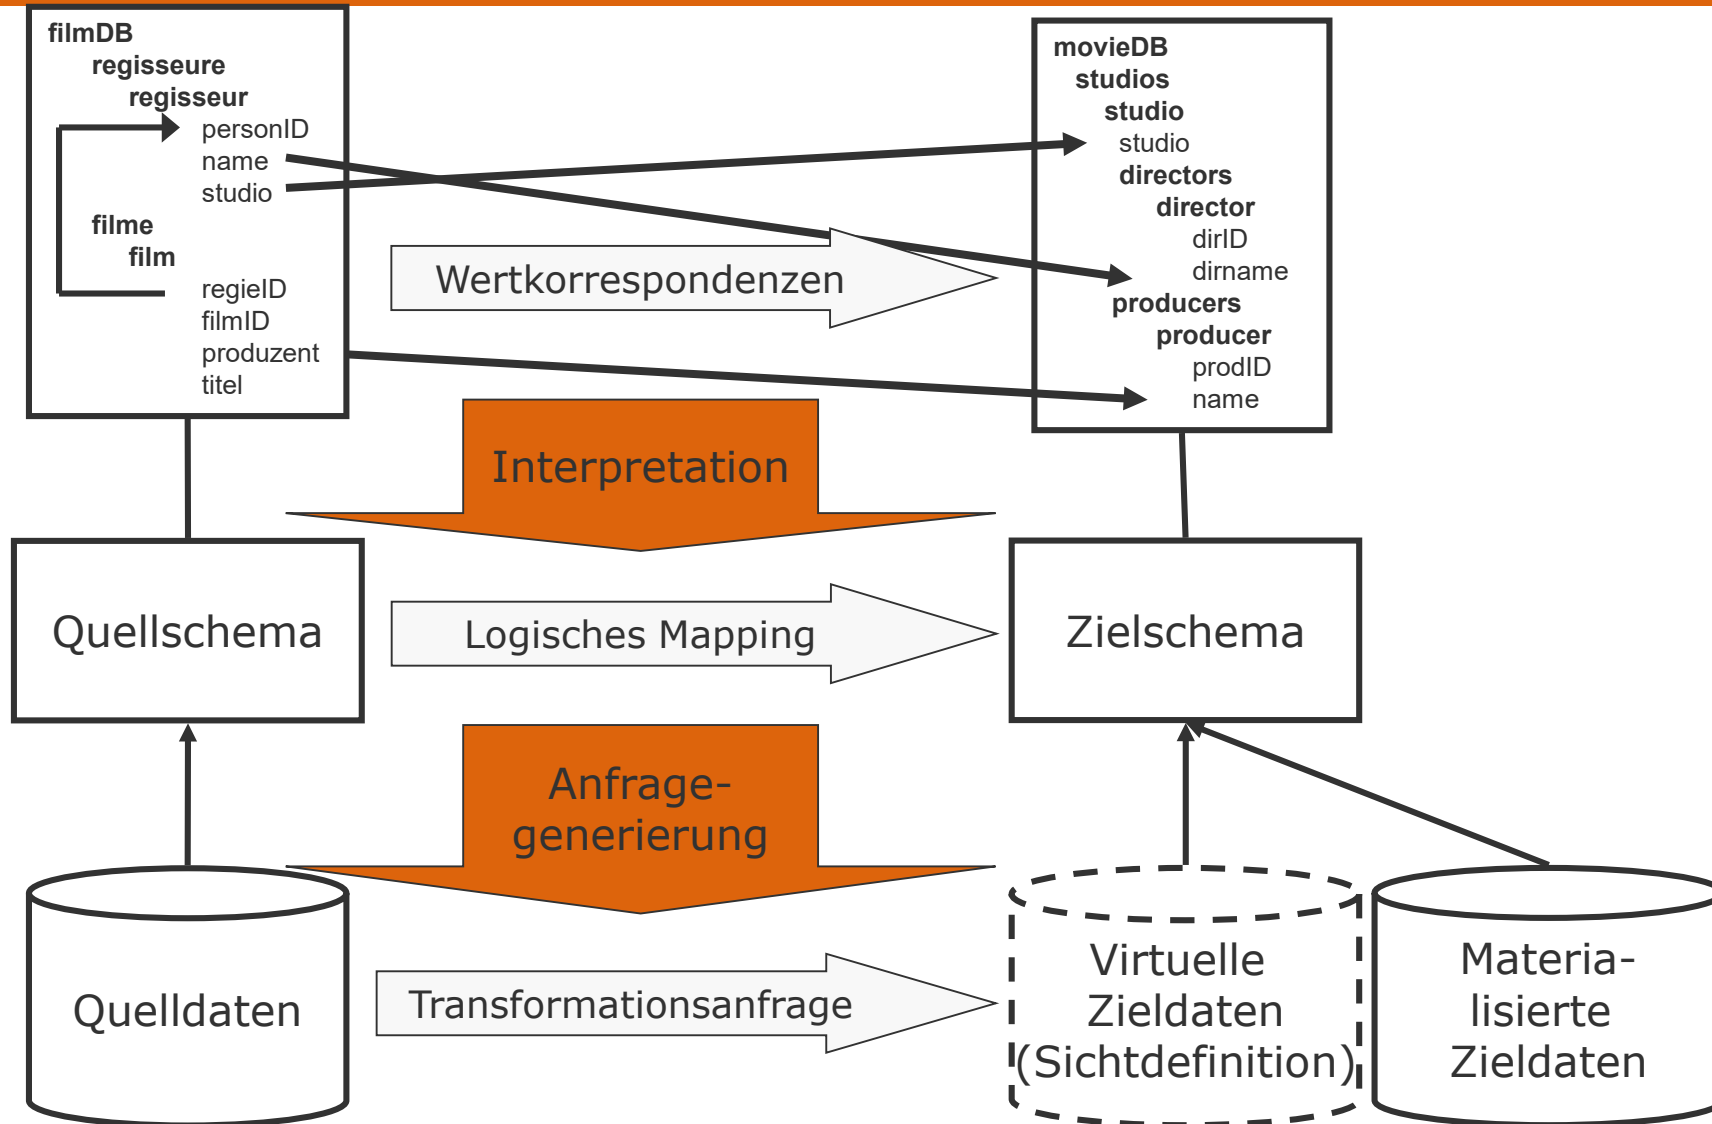 filmDB
regisseure
regisseur
personID
name
studio
filme
film
regieID
filmID
produzent
titel
movieDB
studios
studio
studio
directors
director
dirID
dirname
producers
producer
prodID
name
Wertkorrespondenzen
Interpretation
Quellschema
Logisches Mapping
Zielschema
Anfrage-
generierung
Quelldaten
Transformationsanfrage
Virtuelle
Zieldaten
(Sichtdefinition)
Materia-
lisierte
Zieldaten